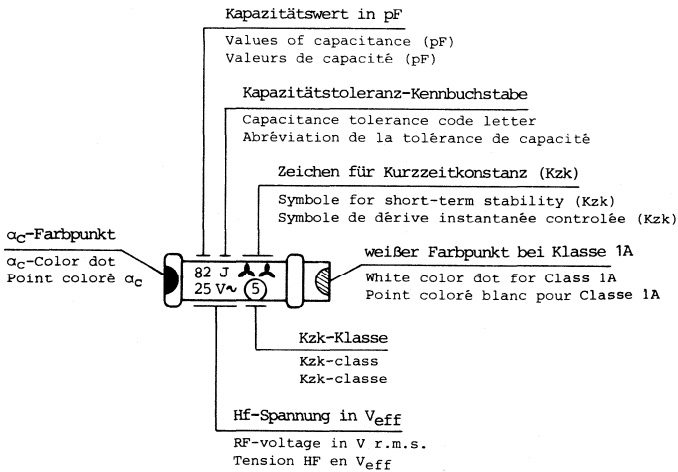 Kapazitätswert in pF
Values of capacitance (pF)
Valeurs de capacité (pF)
Kapazitätstoleranz-Kennbuchstabe
Capacitance tolerance code letter
Abréviation de la tolérance de capacité
Zeichen für Kurzzeitkonstanz (Kzk)
Symbole for short-term stability (Kzk)
Symbole de dérive instantanée controlée (Kzk)
αC-Farbpunkt
αC-Color dot
Point colorè αC
weißer Farbpunkt bei Klasse 1A
White color dot for Class 1A
Point coloré blanc pour Classe 1A
82 J
25 V~ 5
Kzk-Klasse
Kzk-class
Kzk-classe
Hf-Spannung in Veff
RF-voltage in V r.m.s.
Tension HF en Veff